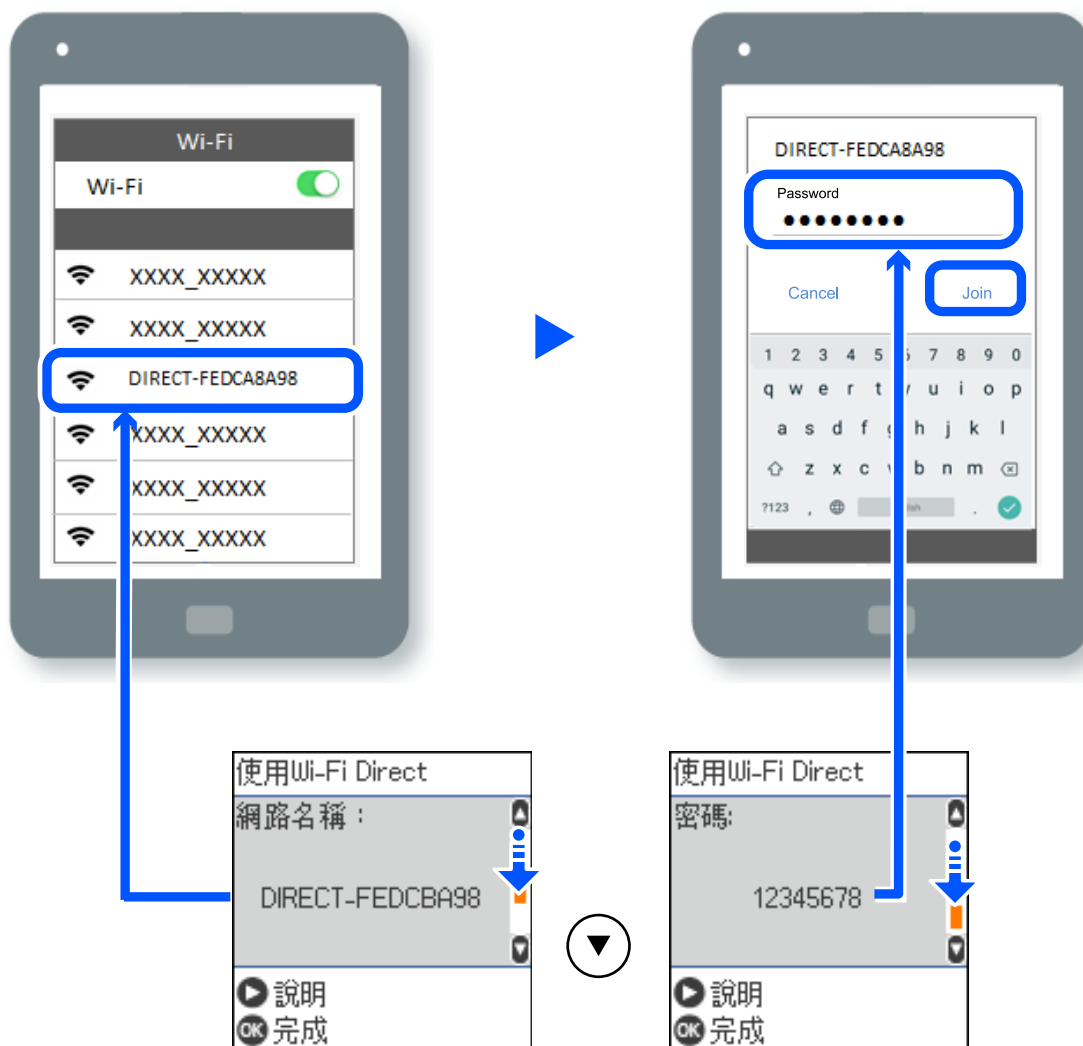 Wi-Fi
Wi-Fi
XXXX_XXXXX
XXXX_XXXXX
DIRECT-FEDCA8A98
XXXX_XXXXX
XXXX_XXXXX
XXXX_XXXXX
DIRECT-FEDCA8A98
Password
●●●●●●●●
Cancel Join
1 2 3 4 5 7 8 9 0
q w e r t u i o p
a s d f h j k l
z x c b n m
?123 , .
使用Wi-Fi Direct
網路名稱：
DIRECT-FEDCBA98
說明
OK 完成
使用Wi-Fi Direct
密碼:
12345678
說明
OK 完成